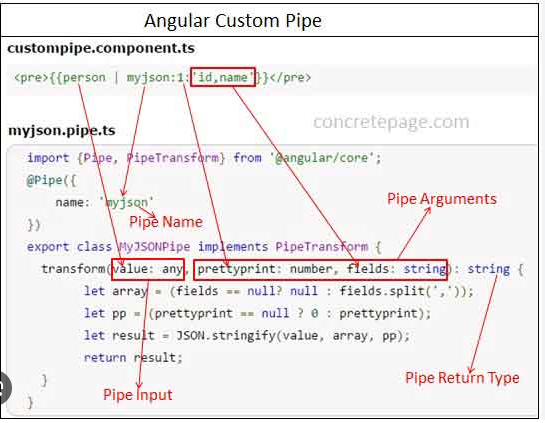 Angular Custom Pipe
custompipe.component.ts
<pre>{{person | myjson:1:'id,name'}}</pre>
concretepage.com
myjson.pipe.ts
import {Pipe, PipeTransform} from '@angular/core';
@Pipe({
name: 'myjson'
Pipe Arguments
Pipe Name
})
export class MyJSONPipe implements PipeTransform {
transform(value: any, prettyprint: number, fields: string): string {
let array = (fields == null? null : fields.split(','));
let pp = (prettyprint == null ? 0 : prettyprint);
let result = JSON.stringify(value, array, pp);
return result;
}
Pipe Return Type
Pipe Input
}